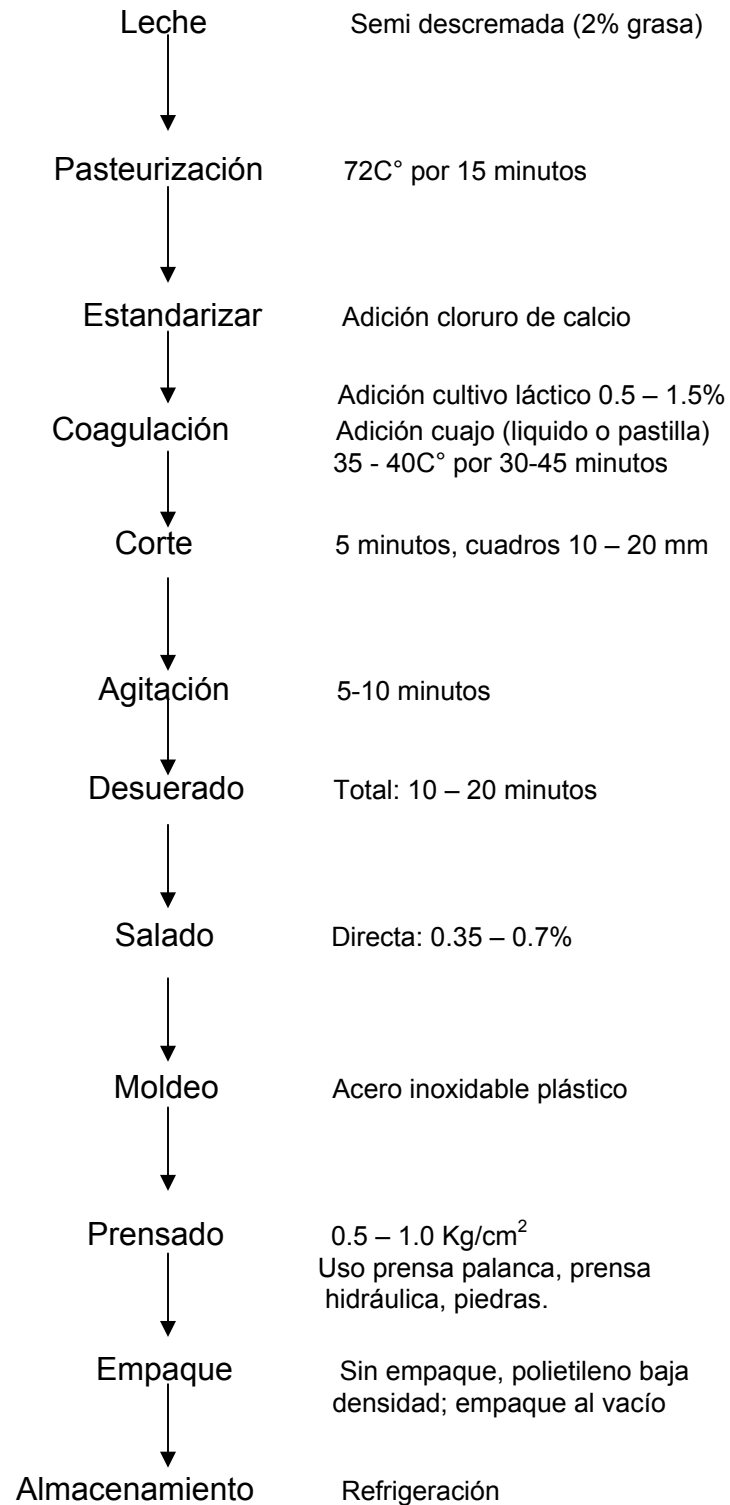 Leche Semi descremada (2% grasa)
Pasteurización 72C° por 15 minutos
Estandarizar Adición cloruro de calcio
Adición cultivo láctico 0.5 – 1.5%
Coagulación Adición cuajo (liquido o pastilla)
35 - 40C° por 30-45 minutos
Corte 5 minutos, cuadros 10 – 20 mm
Agitación 5-10 minutos
Desuerado Total: 10 – 20 minutos
Salado Directa: 0.35 – 0.7%
Moldeo Acero inoxidable plástico
Prensado 0.5 – 1.0 Kg/cm²
Uso prensa palanca, prensa
hidráulica, piedras.
Empaque Sin empaque, polietileno baja
densidad; empaque al vacío
Almacenamiento Refrigeración